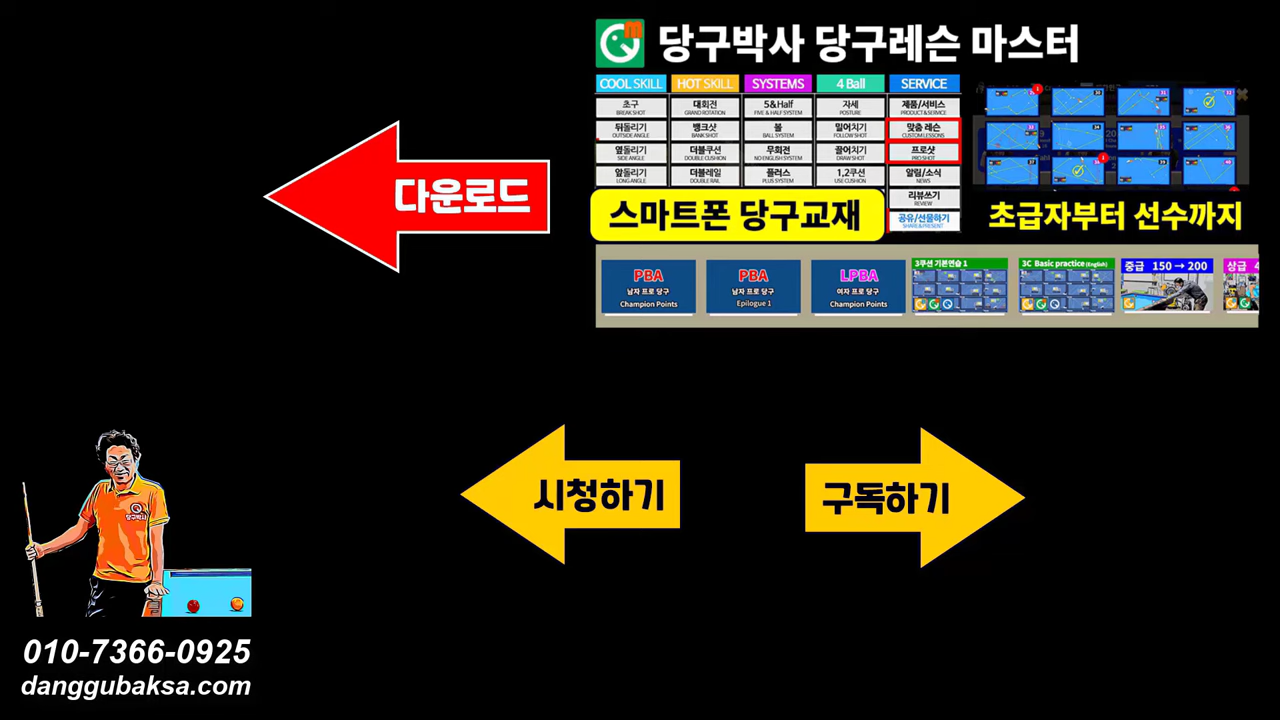 당구박사 당구레슨 마스터
COOL SKILL HOT SKILL SYSTEMS 4 Ball SERVICE
초구 대회전 5&Half 자세 제품/서비스
BREAK SHOT GRAND ROTATION FIVE & HALF SYSTEM POSTURE PRODUCT & SERVICE
뒤돌리기 뱅크샷 볼 밀어치기 맞춤 레슨
OUTSIDE ANGLE BANK SHOT BALL SYSTEM FOLLOW SHOT CUSTOM LESSONS
옆돌리기 더블쿠션 무회전 끌어치기 프로샷
SIDE ANGLE DOUBLE CUSHION NO ENGLISH SYSTEM DRAW SHOT PRO SHOT
앞돌리기 더블레일 플러스 1,2쿠션 알림/소식
LONG ANGLE DOUBLE RAIL PLUS SYSTEM USE CUSHION NEWS
리뷰쓰기
REVIEW
공유/선물하기
SHARE & PRESENT
다운로드
스마트폰 당구교재
초급자부터 선수까지
PBA
남자 프로 당구
Champion Points
PBA
남자 프로 당구
Epilogue 1
LPBA
여자 프로 당구
Champion Points
3쿠션 기본연습 1
3C Basic practice (English)
중급 150 → 200
상급 4
시청하기
구독하기
당구박사
010-7366-0925
danggubaksa.com